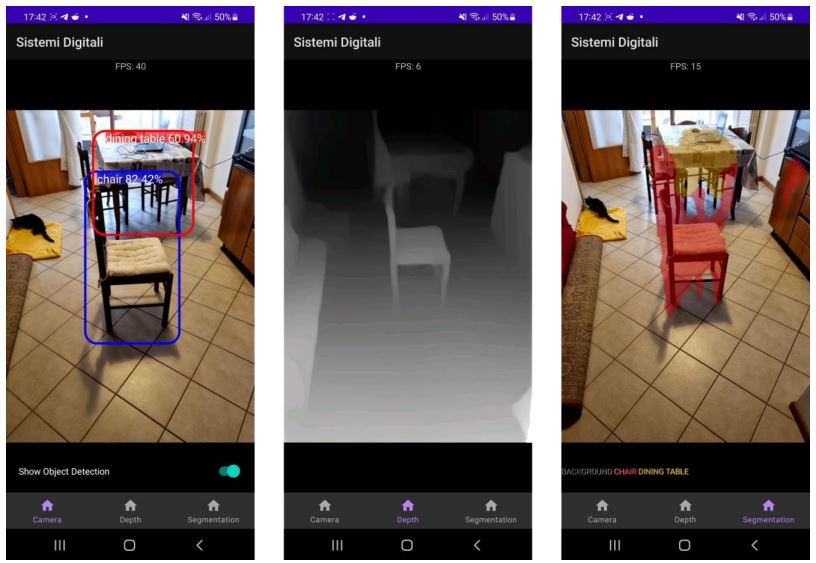 17:42
50%
Sistemi Digitali
FPS: 40
dining table 60.94%
chair 82.42%
Show Object Detection
Camera
Depth
Segmentation
17:42
50%
Sistemi Digitali
FPS: 6
Camera
Depth
Segmentation
17:42
50%
Sistemi Digitali
FPS: 15
BACKGROUND CHAIR DINING TABLE
Camera
Depth
Segmentation